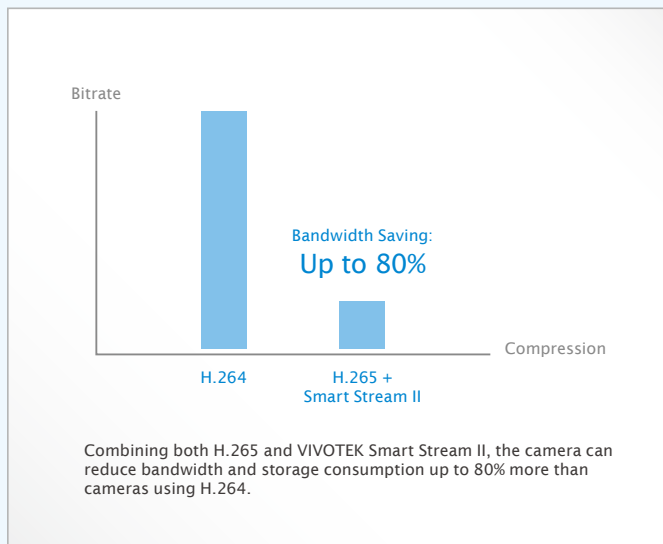 Bitrate
Bandwidth Saving:
Up to 80%
Compression
H.264
H.265 +
Smart Stream II
Combining both H.265 and VIVOTEK Smart Stream II, the camera can
reduce bandwidth and storage consumption up to 80% more than
cameras using H.264.